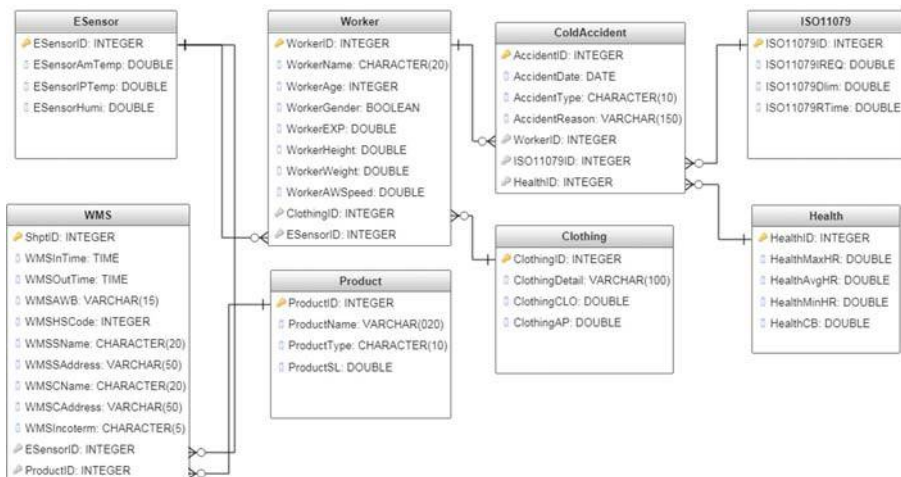 ESensor
ESensorID: INTEGER
ESensorAmTemp: DOUBLE
ESensorIPTemp: DOUBLE
ESensorHumi: DOUBLE
Worker
WorkerID: INTEGER
WorkerName: CHARACTER(20)
WorkerAge: INTEGER
WorkerGender: BOOLEAN
WorkerEXP: DOUBLE
WorkerHeight: DOUBLE
WorkerWeight: DOUBLE
WorkerAWSpeed: DOUBLE
ClothingID: INTEGER
ESensorID: INTEGER
ColdAccident
AccidentID: INTEGER
AccidentDate: DATE
AccidentType: CHARACTER(10)
AccidentReason: VARCHAR(150)
WorkerID: INTEGER
ISO11079ID: INTEGER
HealthID: INTEGER
ISO11079
ISO11079ID: INTEGER
ISO11079IREQ: DOUBLE
ISO11079Dlim: DOUBLE
ISO11079RTime: DOUBLE
WMS
ShptID: INTEGER
WMSInTime: TIME
WMSOutTime: TIME
WMSAWB: VARCHAR(15)
WMSHSCode: INTEGER
WMSSName: CHARACTER(20)
WMSSAddress: VARCHAR(50)
WMSCName: CHARACTER(20)
WMSCAddress: VARCHAR(50)
WMSIncoterm: CHARACTER(5)
ESensorID: INTEGER
ProductID: INTEGER
Product
ProductID: INTEGER
ProductName: VARCHAR(020)
ProductType: CHARACTER(10)
ProductSL: DOUBLE
Clothing
ClothingID: INTEGER
ClothingDetail: VARCHAR(100)
ClothingCLO: DOUBLE
ClothingAP: DOUBLE
Health
HealthID: INTEGER
HealthMaxHR: DOUBLE
HealthAvgHR: DOUBLE
HealthMinHR: DOUBLE
HealthCB: DOUBLE